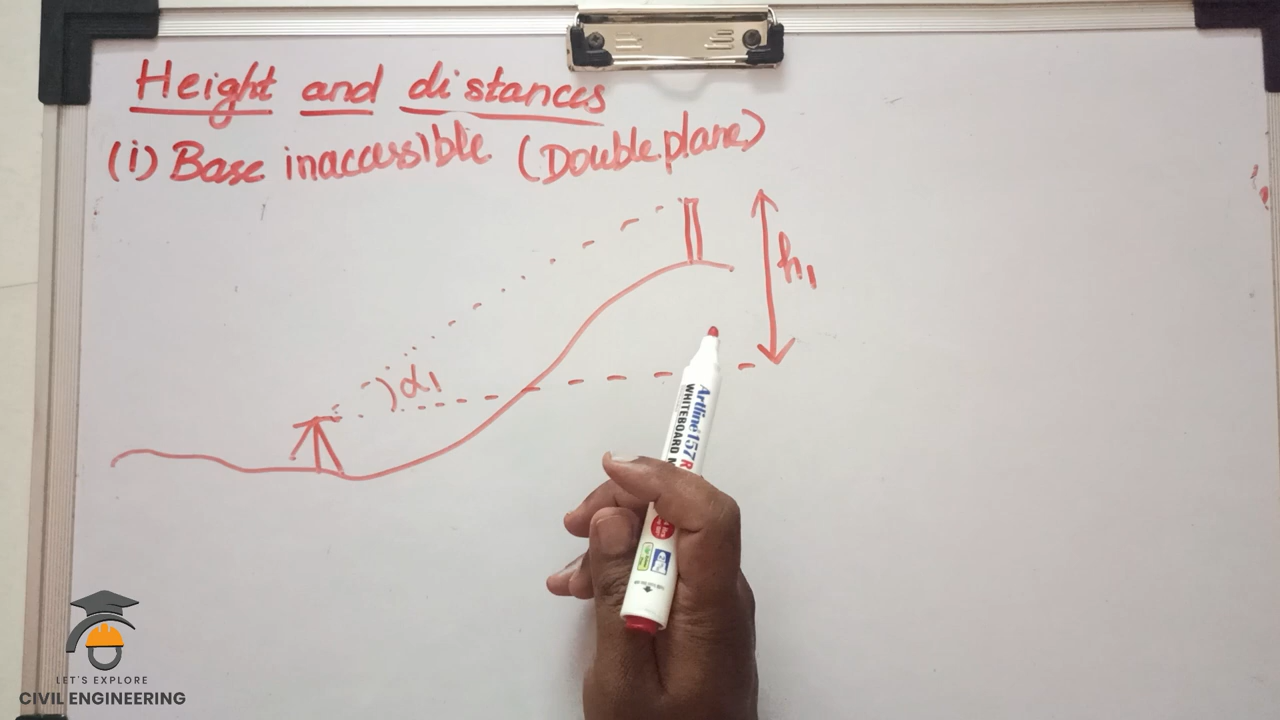 Height and distances
(i) Base inaccessible (Double plane)
h₁
α₁
Artline 157 R
WHITEBOARD M
LET'S EXPLORE
CIVIL ENGINEERING